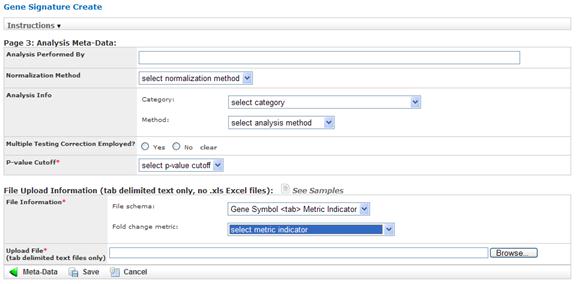 Gene Signature Create
Instructions ▾
Page 3: Analysis Meta-Data:
Analysis Performed By
Normalization Method select normalization method
Analysis Info Category: select category
Method: select analysis method
Multiple Testing Correction Employed? Yes No clear
P-value Cutoff* select p-value cutoff
File Upload Information (tab delimited text only, no .xls Excel files): See Samples
File Information* File schema: Gene Symbol <tab> Metric Indicator
Fold change metric: select metric indicator
Upload File* Browse...
(tab delimited text files only)
Meta-Data Save Cancel